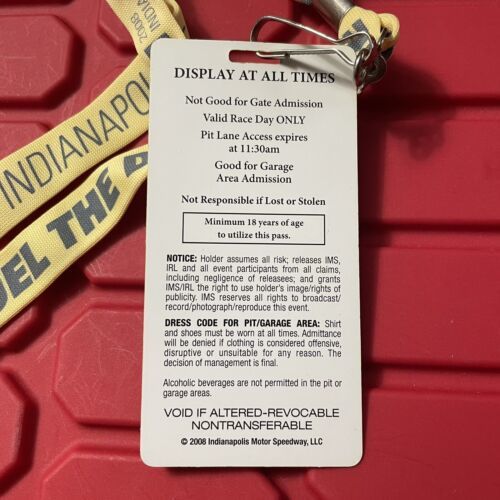 INDIANAPOLIS
2008
INDIANAPOLI
UEL THE
DISPLAY AT ALL TIMES
Not Good for Gate Admission
Valid Race Day ONLY
Pit Lane Access expires
at 11:30am
Good for Garage
Area Admission
Not Responsible if Lost or Stolen
Minimum 18 years of age
to utilize this pass.
NOTICE: Holder assumes all risk; releases IMS,
IRL and all event participants from all claims,
including negligence of releasees; and grants
IMS/IRL the right to use holder's image/rights of
publicity. IMS reserves all rights to broadcast/
record/photograph/reproduce this event.
DRESS CODE FOR PIT/GARAGE AREA: Shirt
and shoes must be worn at all times. Admittance
will be denied if clothing is considered offensive,
disruptive or unsuitable for any reason. The
decision of management is final.
Alcoholic beverages are not permitted in the pit or
garage areas.
VOID IF ALTERED-REVOCABLE
NONTRANSFERABLE
© 2008 Indianapolis Motor Speedway, LLC